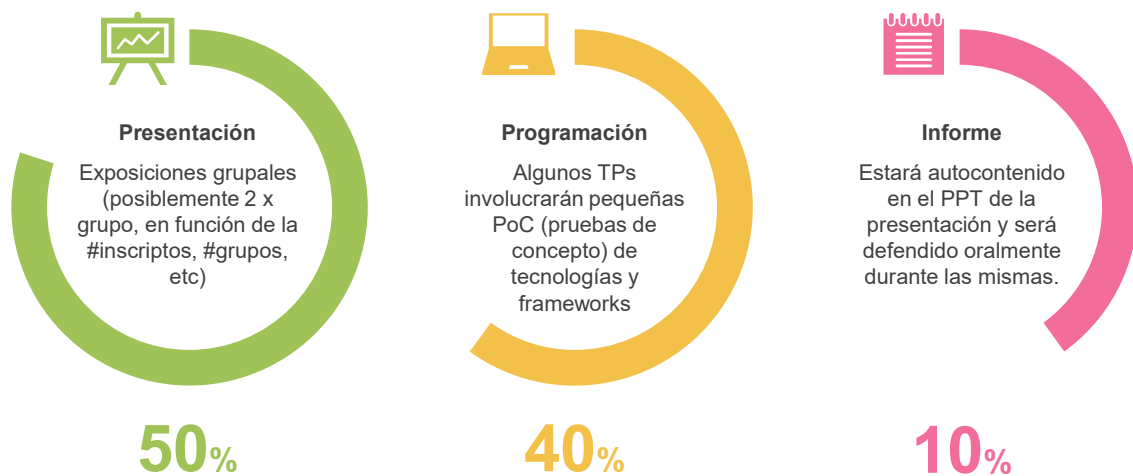 Presentación
Exposiciones grupales
(posiblemente 2 x
grupo, en función de la
#inscriptos, #grupos,
etc)
50%
Programación
Algunos TPs
involucrarán pequeñas
PoC (pruebas de
concepto) de
tecnologías y
frameworks
40%
Informe
Estará autocontenido
en el PPT de la
presentación y será
defendido oralmente
durante las mismas.
10%